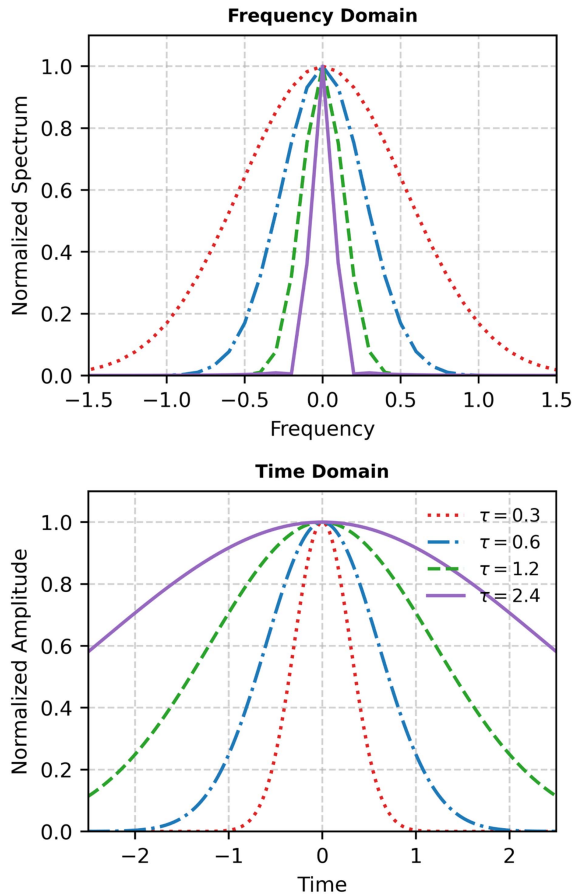 Frequency Domain
1.0
0.8
0.6
0.4
0.2
0.0
Normalized Spectrum
−1.5 −1.0 −0.5 0.0 0.5 1.0 1.5
Frequency
Time Domain
1.0
0.8
0.6
0.4
0.2
0.0
Normalized Amplitude
τ = 0.3
τ = 0.6
τ = 1.2
τ = 2.4
−2 −1 0 1 2
Time